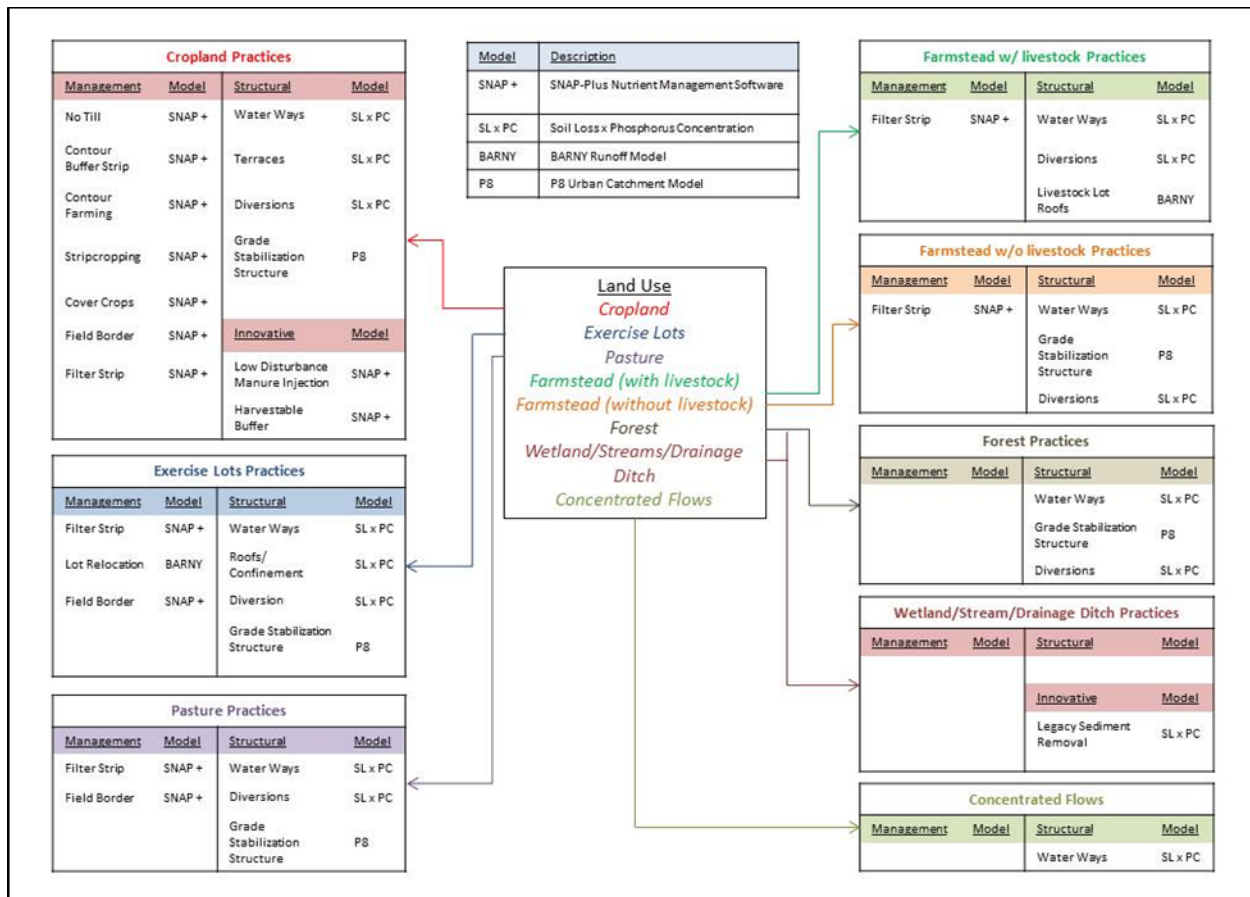 Cropland Practices
Management Model Structural Model
No Till SNAP + Water Ways SL x PC
Contour
Buffer Strip SNAP + Terraces SL x PC
Contour
Farming SNAP + Diversions SL x PC
Stripcropping SNAP + Grade
Stabilization
Structure P8
Cover Crops SNAP +
Field Border SNAP + Innovative Model
Filter Strip SNAP + Low Disturbance
Manure Injection SNAP +
Harvestable
Buffer SNAP +
Exercise Lots Practices
Management Model Structural Model
Filter Strip SNAP + Water Ways SL x PC
Lot Relocation BARNY Roofs/
Confinement SL x PC
Field Border SNAP + Diversion SL x PC
Grade Stabilization
Structure P8
Pasture Practices
Management Model Structural Model
Filter Strip SNAP + Water Ways SL x PC
Field Border SNAP + Diversions SL x PC
Grade
Stabilization
Structure P8
Model Description
SNAP + SNAP-Plus Nutrient Management Software
SL x PC Soil Loss x Phosphorus Concentration
BARNY BARNY Runoff Model
P8 P8 Urban Catchment Model
Land Use
Cropland
Exercise Lots
Pasture
Farmstead (with livestock)
Farmstead (without livestock)
Forest
Wetland/Streams/Drainage
Ditch
Concentrated Flows
Farmstead w/ livestock Practices
Management Model Structural Model
Filter Strip SNAP + Water Ways SL x PC
Diversions SL x PC
Livestock Lot
Roofs BARNY
Farmstead w/o livestock Practices
Management Model Structural Model
Filter Strip SNAP + Water Ways SL x PC
Grade
Stabilization
Structure P8
Diversions SL x PC
Forest Practices
Management Model Structural Model
Water Ways SL x PC
Grade Stabilization
Structure P8
Diversions SL x PC
Wetland/Stream/Drainage Ditch Practices
Management Model Structural Model
Innovative Model
Legacy Sediment
Removal SL x PC
Concentrated Flows
Management Model Structural Model
Water Ways SL x PC